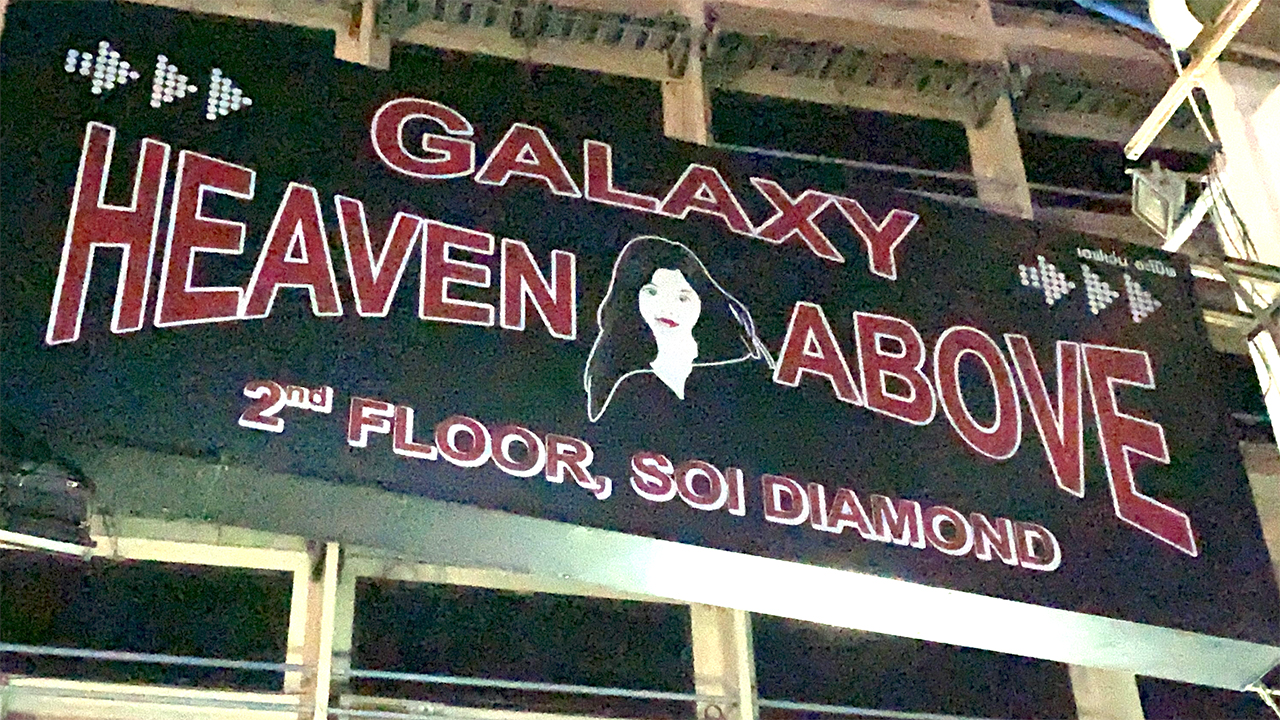 GALAXY
HEAVEN ABOVE
2nd FLOOR, SOI DIAMOND